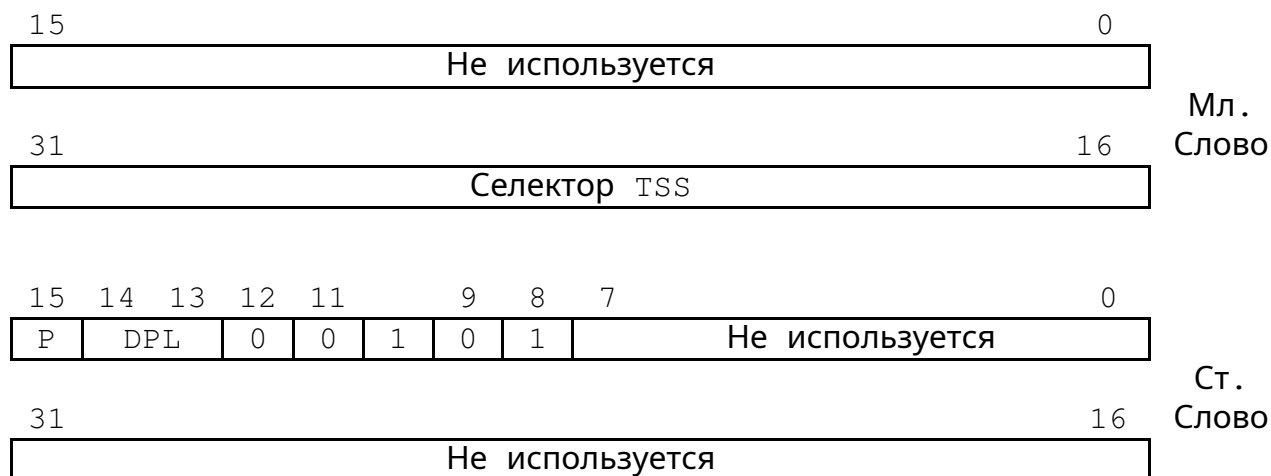 15 0
Не используется
Мл.
31 16 Слово
Селектор TSS
15 14 13 12 11 9 8 7 0
P DPL 0 0 1 0 1 Не используется
Ст.
31 16 Слово
Не используется